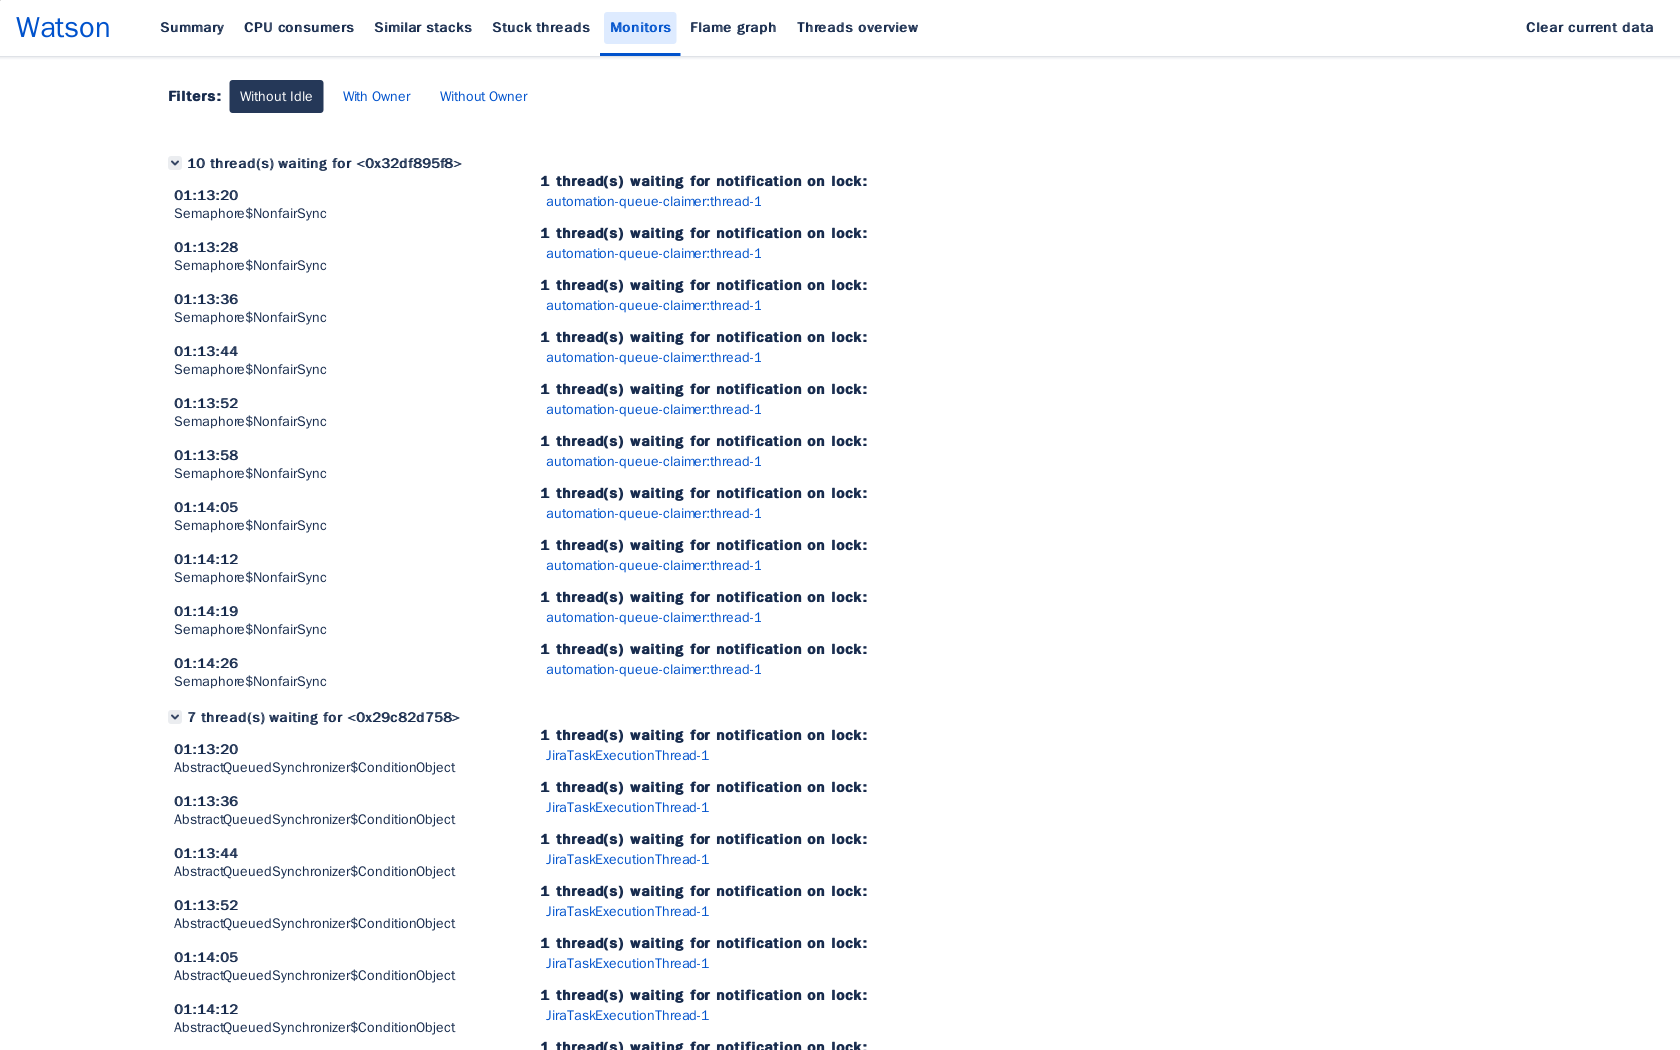 Watson
Summary CPU consumers Similar stacks Stuck threads Monitors Flame graph Threads overview Clear current data
Filters: Without Idle With Owner Without Owner
10 thread(s) waiting for <0x32df895f8>
01:13:20
Semaphore$NonfairSync
1 thread(s) waiting for notification on lock:
automation-queue-claimer:thread-1
01:13:28
Semaphore$NonfairSync
1 thread(s) waiting for notification on lock:
automation-queue-claimer:thread-1
01:13:36
Semaphore$NonfairSync
1 thread(s) waiting for notification on lock:
automation-queue-claimer:thread-1
01:13:44
Semaphore$NonfairSync
1 thread(s) waiting for notification on lock:
automation-queue-claimer:thread-1
01:13:52
Semaphore$NonfairSync
1 thread(s) waiting for notification on lock:
automation-queue-claimer:thread-1
01:13:58
Semaphore$NonfairSync
1 thread(s) waiting for notification on lock:
automation-queue-claimer:thread-1
01:14:05
Semaphore$NonfairSync
1 thread(s) waiting for notification on lock:
automation-queue-claimer:thread-1
01:14:12
Semaphore$NonfairSync
1 thread(s) waiting for notification on lock:
automation-queue-claimer:thread-1
01:14:19
Semaphore$NonfairSync
1 thread(s) waiting for notification on lock:
automation-queue-claimer:thread-1
01:14:26
Semaphore$NonfairSync
1 thread(s) waiting for notification on lock:
automation-queue-claimer:thread-1
7 thread(s) waiting for <0x29c82d758>
01:13:20
AbstractQueuedSynchronizer$ConditionObject
1 thread(s) waiting for notification on lock:
JiraTaskExecutionThread-1
01:13:36
AbstractQueuedSynchronizer$ConditionObject
1 thread(s) waiting for notification on lock:
JiraTaskExecutionThread-1
01:13:44
AbstractQueuedSynchronizer$ConditionObject
1 thread(s) waiting for notification on lock:
JiraTaskExecutionThread-1
01:13:52
AbstractQueuedSynchronizer$ConditionObject
1 thread(s) waiting for notification on lock:
JiraTaskExecutionThread-1
01:14:05
AbstractQueuedSynchronizer$ConditionObject
1 thread(s) waiting for notification on lock:
JiraTaskExecutionThread-1
01:14:12
AbstractQueuedSynchronizer$ConditionObject
1 thread(s) waiting for notification on lock:
JiraTaskExecutionThread-1
1 thread(s) waiting for notification on lock: